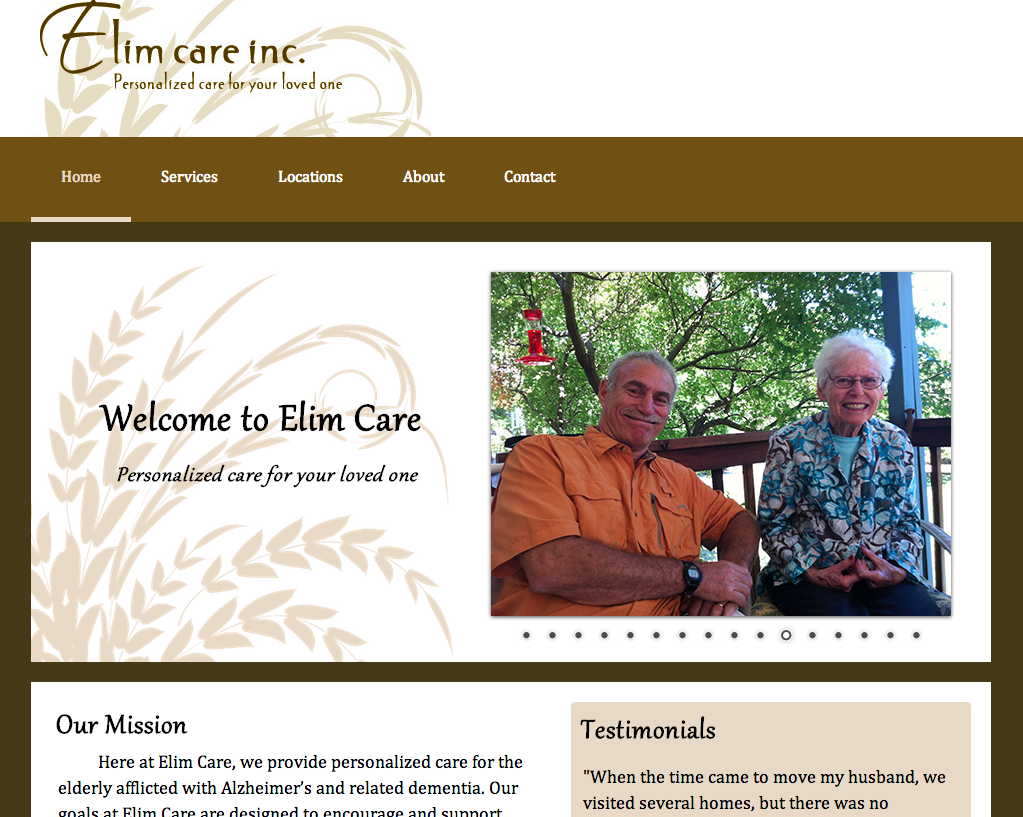 Elim care inc.
Personalized care for your loved one
Home Services Locations About Contact
Welcome to Elim Care
Personalized care for your loved one
Our Mission
Here at Elim Care, we provide personalized care for the
elderly afflicted with Alzheimer's and related dementia. Our
goals at Elim Care are designed to encourage and support
Testimonials
"When the time came to move my husband, we
visited several homes, but there was no